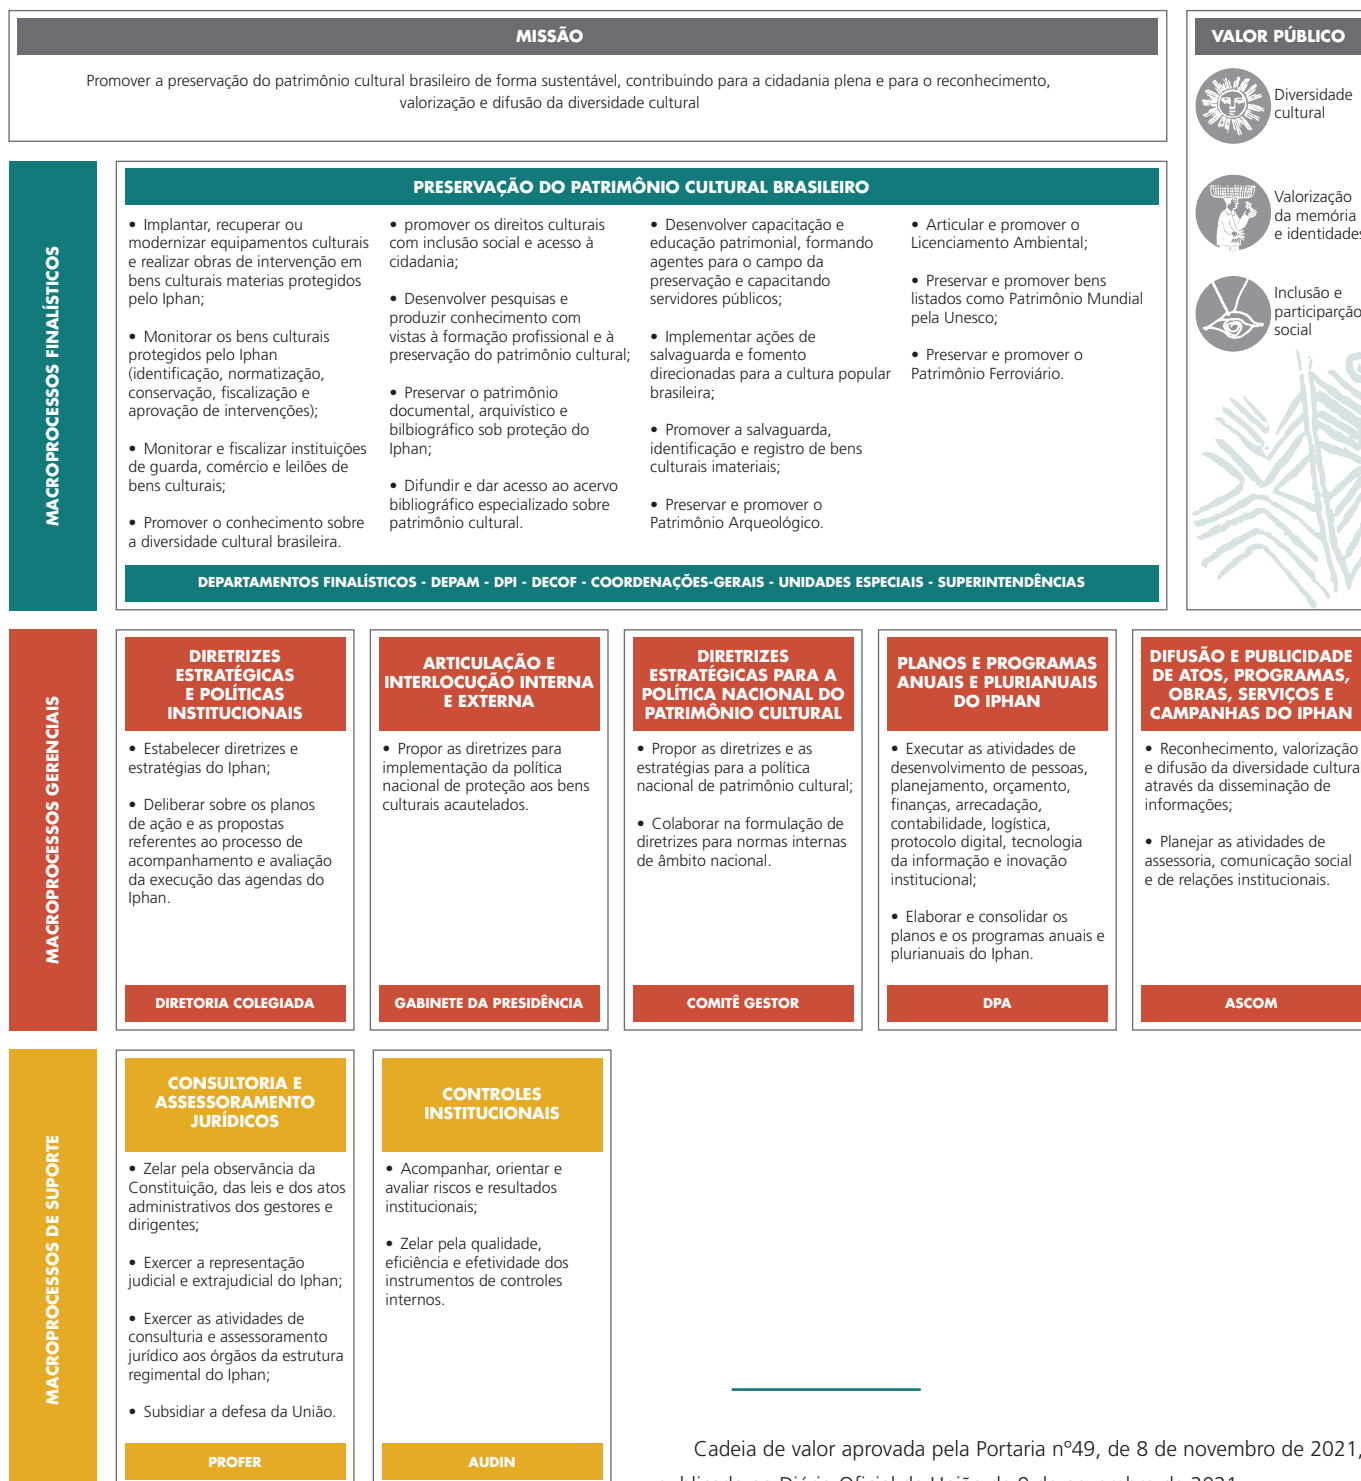 MISSÃO
Promover a preservação do patrimônio cultural brasileiro de forma sustentável, contribuindo para a cidadania plena e para o reconhecimento,
valorização e difusão da diversidade cultural
VALOR PÚBLICO
Diversidade
cultural
Valorização
da memória
e identidades
Inclusão e
participarção
social
MACROPROCESSOS FINALÍSTICOS
PRESERVAÇÃO DO PATRIMÔNIO CULTURAL BRASILEIRO
• Implantar, recuperar ou
modernizar equipamentos culturais
e realizar obras de intervenção em
bens culturais materias protegidos
pelo Iphan;
• Monitorar os bens culturais
protegidos pelo Iphan
(identificação, normatização,
conservação, fiscalização e
aprovação de intervenções);
• Monitorar e fiscalizar instituições
de guarda, comércio e leilões de
bens culturais;
• Promover o conhecimento sobre
a diversidade cultural brasileira.
• promover os direitos culturais
com inclusão social e acesso à
cidadania;
• Desenvolver pesquisas e
produzir conhecimento com
vistas à formação profissional e à
preservação do patrimônio cultural;
• Preservar o patrimônio
documental, arquivístico e
bilbiográfico sob proteção do
Iphan;
• Difundir e dar acesso ao acervo
bibliográfico especializado sobre
patrimônio cultural.
• Desenvolver capacitação e
educação patrimonial, formando
agentes para o campo da
preservação e capacitando
servidores públicos;
• Implementar ações de
salvaguarda e fomento
direcionadas para a cultura popular
brasileira;
• Promover a salvaguarda,
identificação e registro de bens
culturais imateriais;
• Preservar e promover o
Patrimônio Arqueológico.
• Articular e promover o
Licenciamento Ambiental;
• Preservar e promover bens
listados como Patrimônio Mundial
pela Unesco;
• Preservar e promover o
Patrimônio Ferroviário.
DEPARTAMENTOS FINALÍSTICOS - DEPAM - DPI - DECOF - COORDENAÇÕES-GERAIS - UNIDADES ESPECIAIS - SUPERINTENDÊNCIAS
MACROPROCESSOS GERENCIAIS
DIRETRIZES
ESTRATÉGICAS
E POLÍTICAS
INSTITUCIONAIS
• Estabelecer diretrizes e
estratégias do Iphan;
• Deliberar sobre os planos
de ação e as propostas
referentes ao processo de
acompanhamento e avaliação
da execução das agendas do
Iphan.
DIRETORIA COLEGIADA
ARTICULAÇÃO E
INTERLOCUÇÃO INTERNA
E EXTERNA
• Propor as diretrizes para
implementação da política
nacional de proteção aos bens
culturais acautelados.
GABINETE DA PRESIDÊNCIA
DIRETRIZES
ESTRATÉGICAS PARA A
POLÍTICA NACIONAL DO
PATRIMÔNIO CULTURAL
• Propor as diretrizes e as
estratégias para a política
nacional de patrimônio cultural;
• Colaborar na formulação de
diretrizes para normas internas
de âmbito nacional.
COMITÊ GESTOR
PLANOS E PROGRAMAS
ANUAIS E PLURIANUAIS
DO IPHAN
• Executar as atividades de
desenvolvimento de pessoas,
planejamento, orçamento,
finanças, arrecadação,
contabilidade, logística,
protocolo digital, tecnologia
da informação e inovação
institucional;
• Elaborar e consolidar os
planos e os programas anuais e
plurianuais do Iphan.
DPA
DIFUSÃO E PUBLICIDADE
DE ATOS, PROGRAMAS,
OBRAS, SERVIÇOS E
CAMPANHAS DO IPHAN
• Reconhecimento, valorização
e difusão da diversidade cultura
através da disseminação de
informações;
• Planejar as atividades de
assessoria, comunicação social
e de relações institucionais.
ASCOM
MACROPROCESSOS DE SUPORTE
CONSULTORIA E
ASSESSORAMENTO
JURÍDICOS
• Zelar pela observância da
Constituição, das leis e dos atos
administrativos dos gestores e
dirigentes;
• Exercer a representação
judicial e extrajudicial do Iphan;
• Exercer as atividades de
consulturia e assessoramento
jurídico aos órgãos da estrutura
regimental do Iphan;
• Subsidiar a defesa da União.
PROFER
CONTROLES
INSTITUCIONAIS
• Acompanhar, orientar e
avaliar riscos e resultados
institucionais;
• Zelar pela qualidade,
eficiência e efetividade dos
instrumentos de controles
internos.
AUDIN
Cadeia de valor aprovada pela Portaria nº49, de 8 de novembro de 2021,